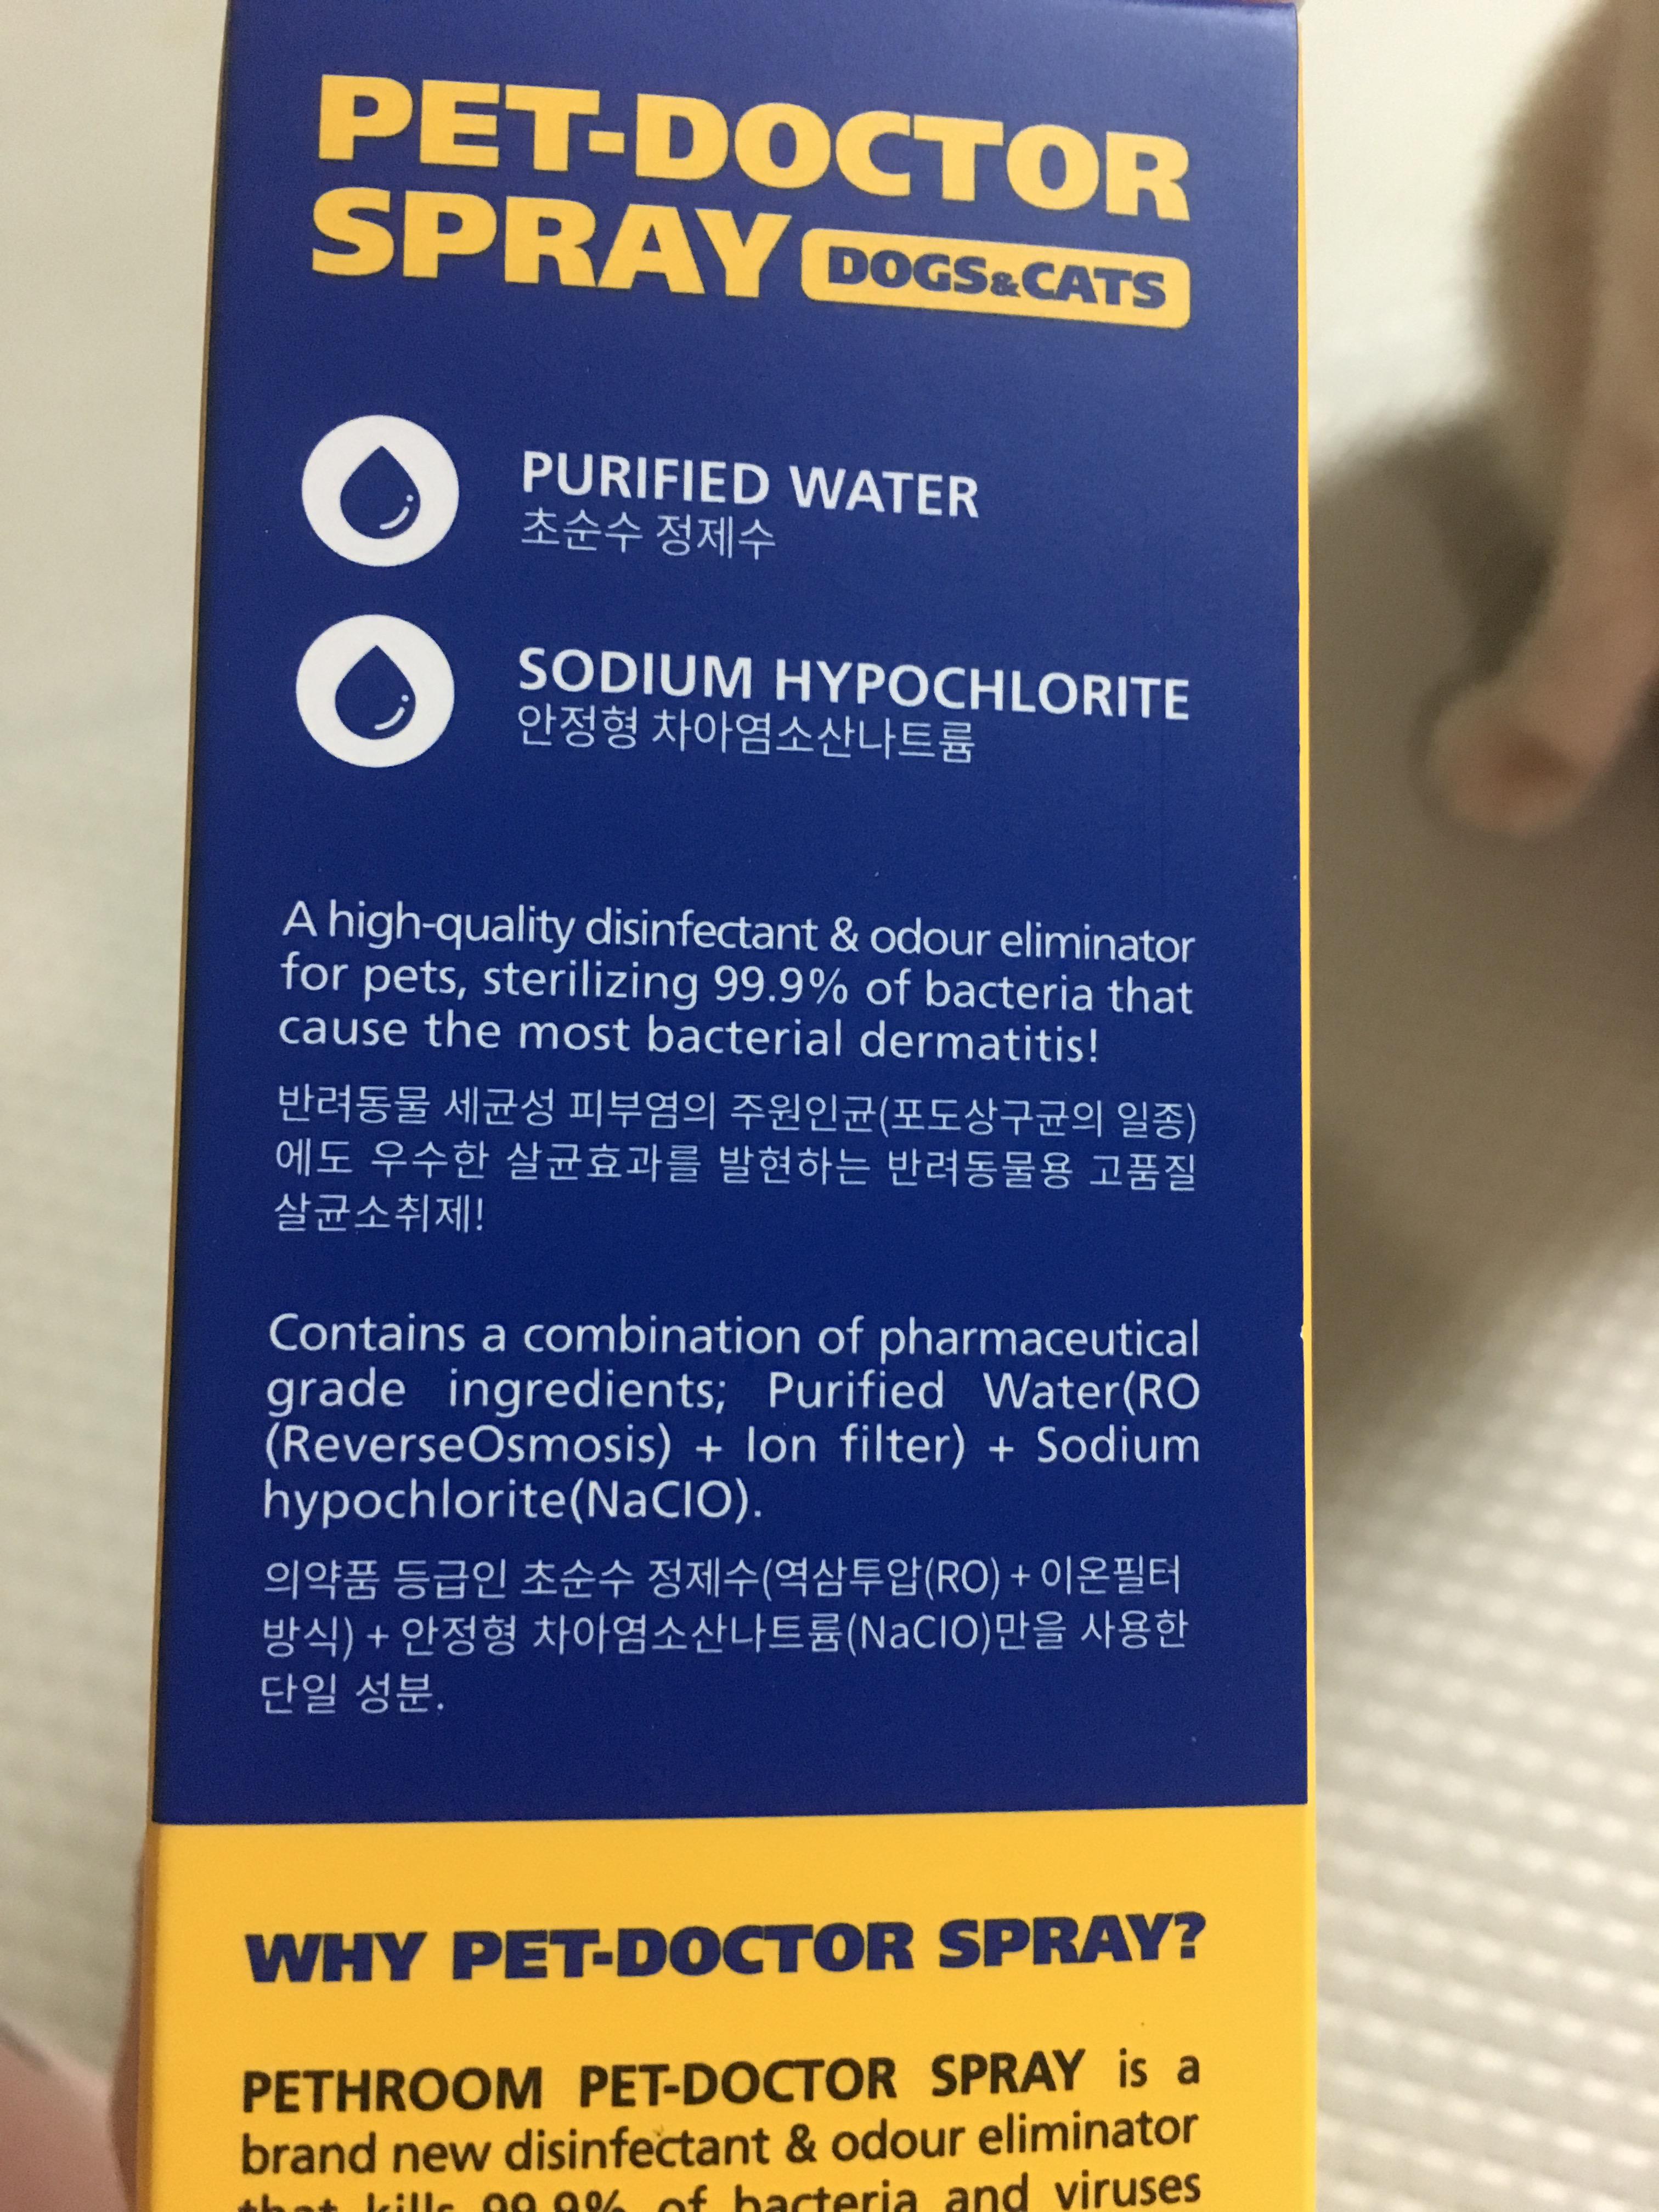 PET-DOCTOR
SPRAY DOGS&CATS
PURIFIED WATER
초순수 정제수
SODIUM HYPOCHLORITE
안정형 차아염소산나트륨
A high-quality disinfectant & odour eliminator
for pets, sterilizing 99.9% of bacteria that
cause the most bacterial dermatitis!
반려동물 세균성 피부염의 주원인균(포도상구균의 일종)
에도 우수한 살균효과를 발현하는 반려동물용 고품질
살균소취제!
Contains a combination of pharmaceutical
grade ingredients; Purified Water(RO
(ReverseOsmosis) + Ion filter) + Sodium
hypochlorite(NaClO).
의약품 등급인 초순수 정제수(역삼투압(RO) + 이온필터
방식) + 안정형 차아염소산나트륨(NaClO)만을 사용한
단일 성분.
WHY PET-DOCTOR SPRAY?
PETHROOM PET-DOCTOR SPRAY is a
brand new disinfectant & odour eliminator
that kills 99.9% of bacteria and viruses